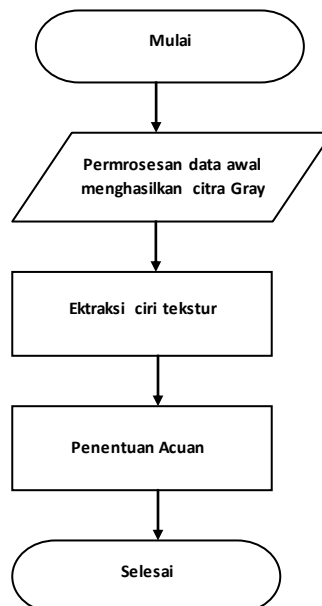 Mulai
Permrosesan data awal
menghasilkan citra Gray
Ektraksi ciri tekstur
Penentuan Acuan
Selesai